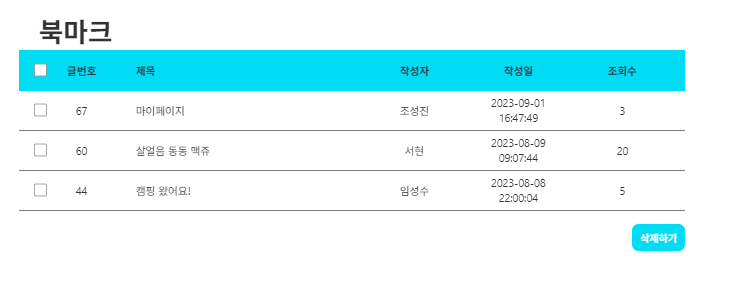 북마크
글번호 제목 작성자 작성일 조회수
67 마이페이지 조성진 2023-09-01 16:47:49 3
60 살얼음 동동 맥쥬 서현 2023-08-09 09:07:44 20
44 캠핑 왔어요! 임성수 2023-08-08 22:00:04 5
삭제하기